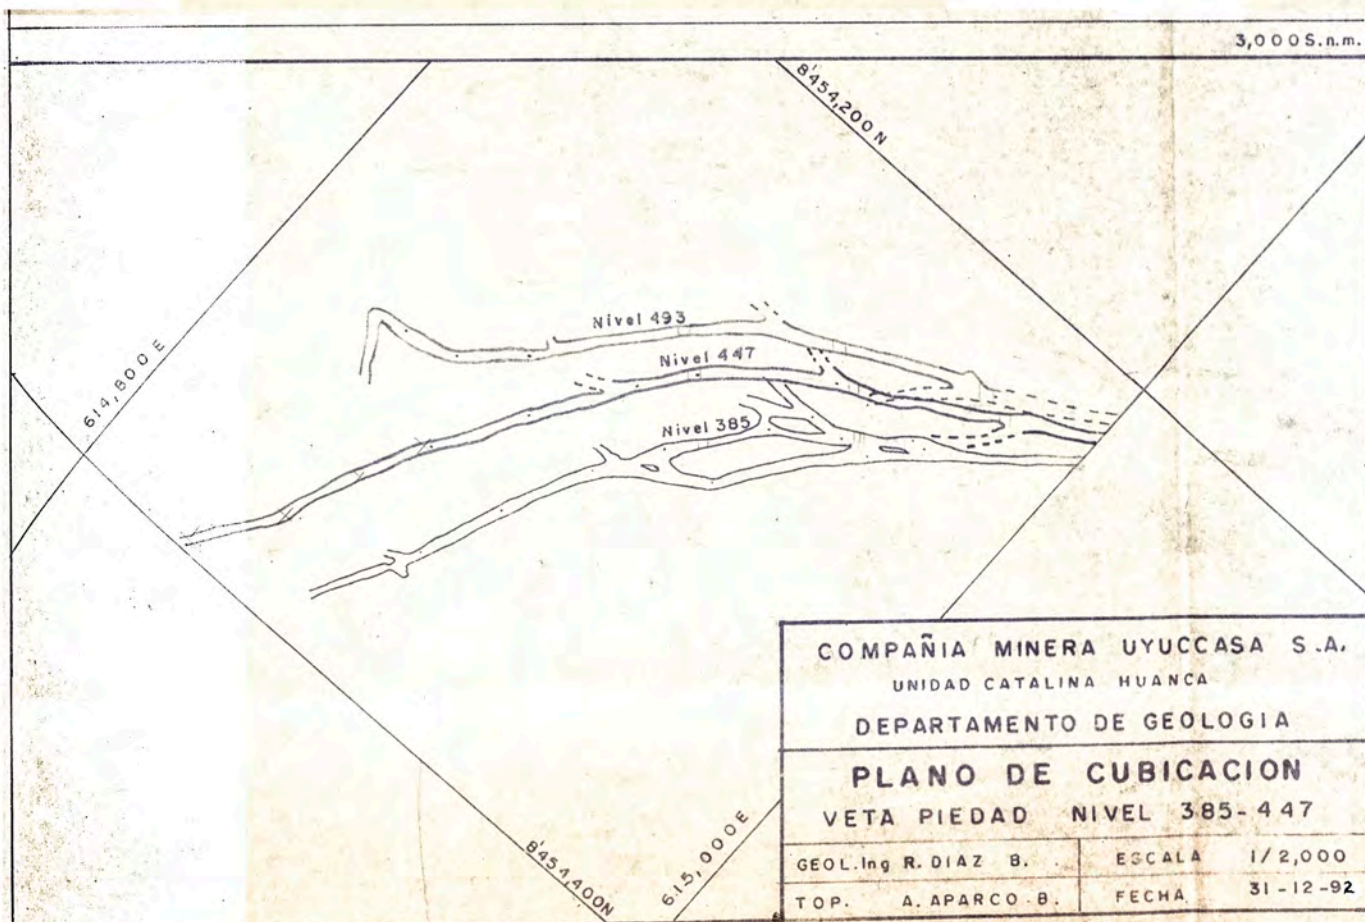 3,000 S.n.m.
8'454,200 N
614,800 E
Nivel 493
Nivel 447
Nivel 385
8'454,400N
615,000E
COMPAÑIA MINERA UYUCCASA S.A.
UNIDAD CATALINA HUANCA
DEPARTAMENTO DE GEOLOGIA
PLANO DE CUBICACION
VETA PIEDAD NIVEL 385-447
GEOL. Ing R. DIAZ B. ESCALA 1/2,000
TOP. A. APARCO B. FECHA 31-12-92